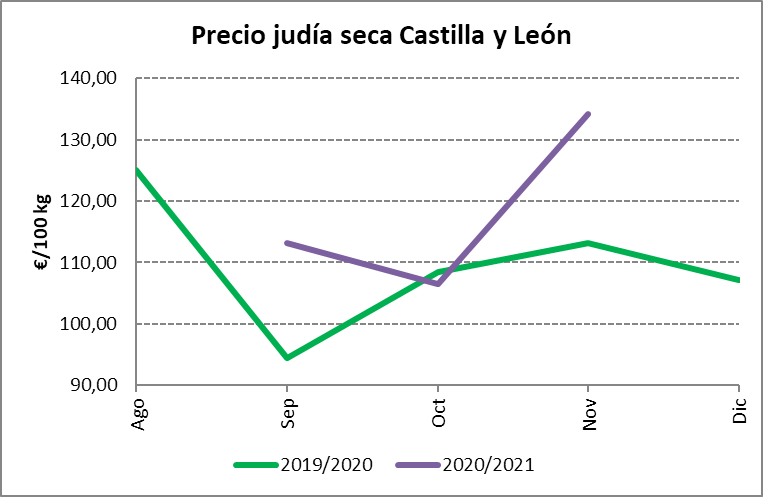 Precio judía seca Castilla y León
€/100 kg
140,00
130,00
120,00
110,00
100,00
90,00
Ago
Sep
Oct
Nov
Dic
2019/2020
2020/2021